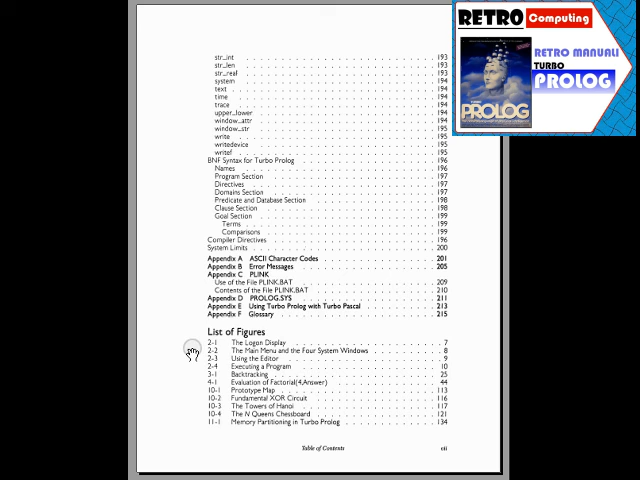 str_int 193
str_len 193
str_real 193
system 194
text 194
time 194
trace 194
upper_lower 194
window_attr 194
window_str 195
write 195
writedevice 195
writef 195
BNF Syntax for Turbo Prolog 196
Names 196
Program Section 197
Directives 197
Domains Section 197
Predicate and Database Section 198
Clause Section 198
Goal Section 199
Terms 199
Comparisons 199
Compiler Directives 196
System Limits 200
Appendix A ASCII Character Codes 201
Appendix B Error Messages 205
Appendix C PLINK
Use of the File PLINK.BAT 209
Contents of the File PLINK.BAT 210
Appendix D PROLOG.SYS 211
Appendix E Using Turbo Prolog with Turbo Pascal 213
Appendix F Glossary 215
List of Figures
2-1 The Logon Display 7
2-2 The Main Menu and the Four System Windows 8
2-3 Using the Editor 9
2-4 Executing a Program 10
3-1 Backtracking 25
4-1 Evaluation of Factorial(4,Answer) 44
10-1 Prototype Map 113
10-2 Fundamental XOR Circuit 116
10-3 The Towers of Hanoi 117
10-4 The N Queens Chessboard 121
11-1 Memory Partitioning in Turbo Prolog 134
Table of Contents vii
RETRO Computing
RETRO MANUALI
TURBO
PROLOG
PROLOG